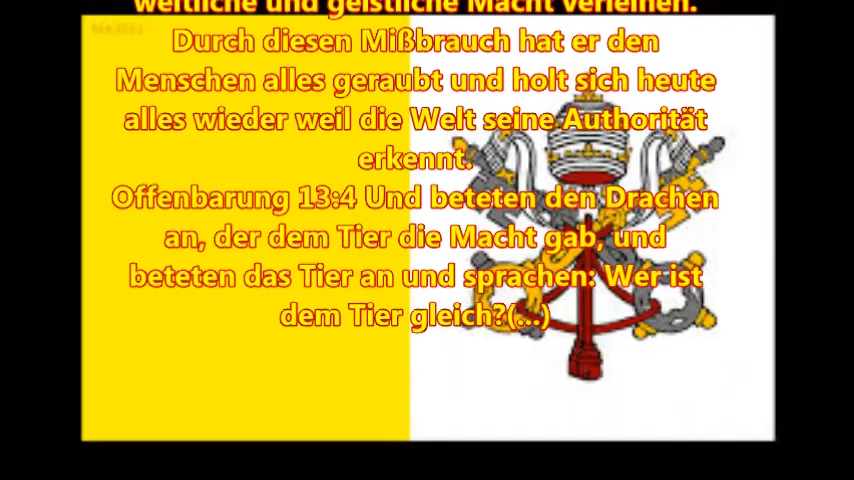 weltliche und geistliche Macht verleihen.
Durch diesen Mißbrauch hat er den
Menschen alles geraubt und holt sich heute
alles wieder weil die Welt seine Authorität
erkennt.
Offenbarung 13:4 Und beteten den Drachen
an, der dem Tier die Macht gab, und
beteten das Tier an und sprachen: Wer ist
dem Tier gleich?(...)